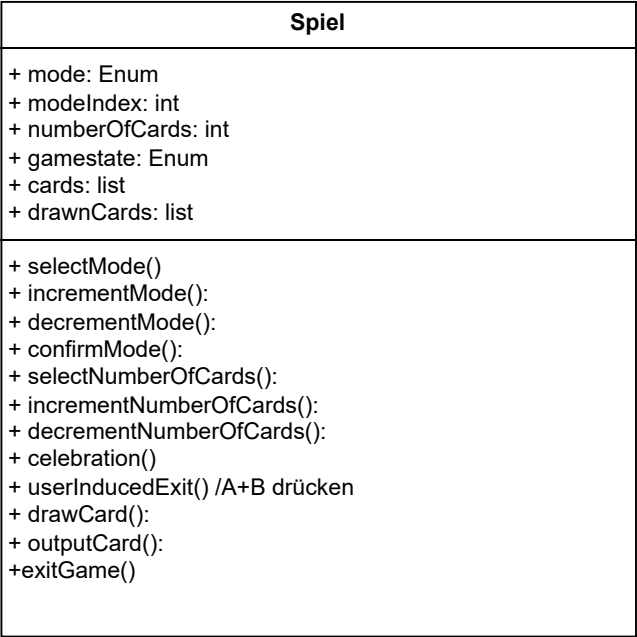 Spiel
+ mode: Enum
+ modeIndex: int
+ numberOfCards: int
+ gamestate: Enum
+ cards: list
+ drawnCards: list
+ selectMode()
+ incrementMode():
+ decrementMode():
+ confirmMode():
+ selectNumberOfCards():
+ incrementNumberOfCards():
+ decrementNumberOfCards():
+ celebration()
+ userInducedExit() /A+B drücken
+ drawCard():
+ outputCard():
+exitGame()